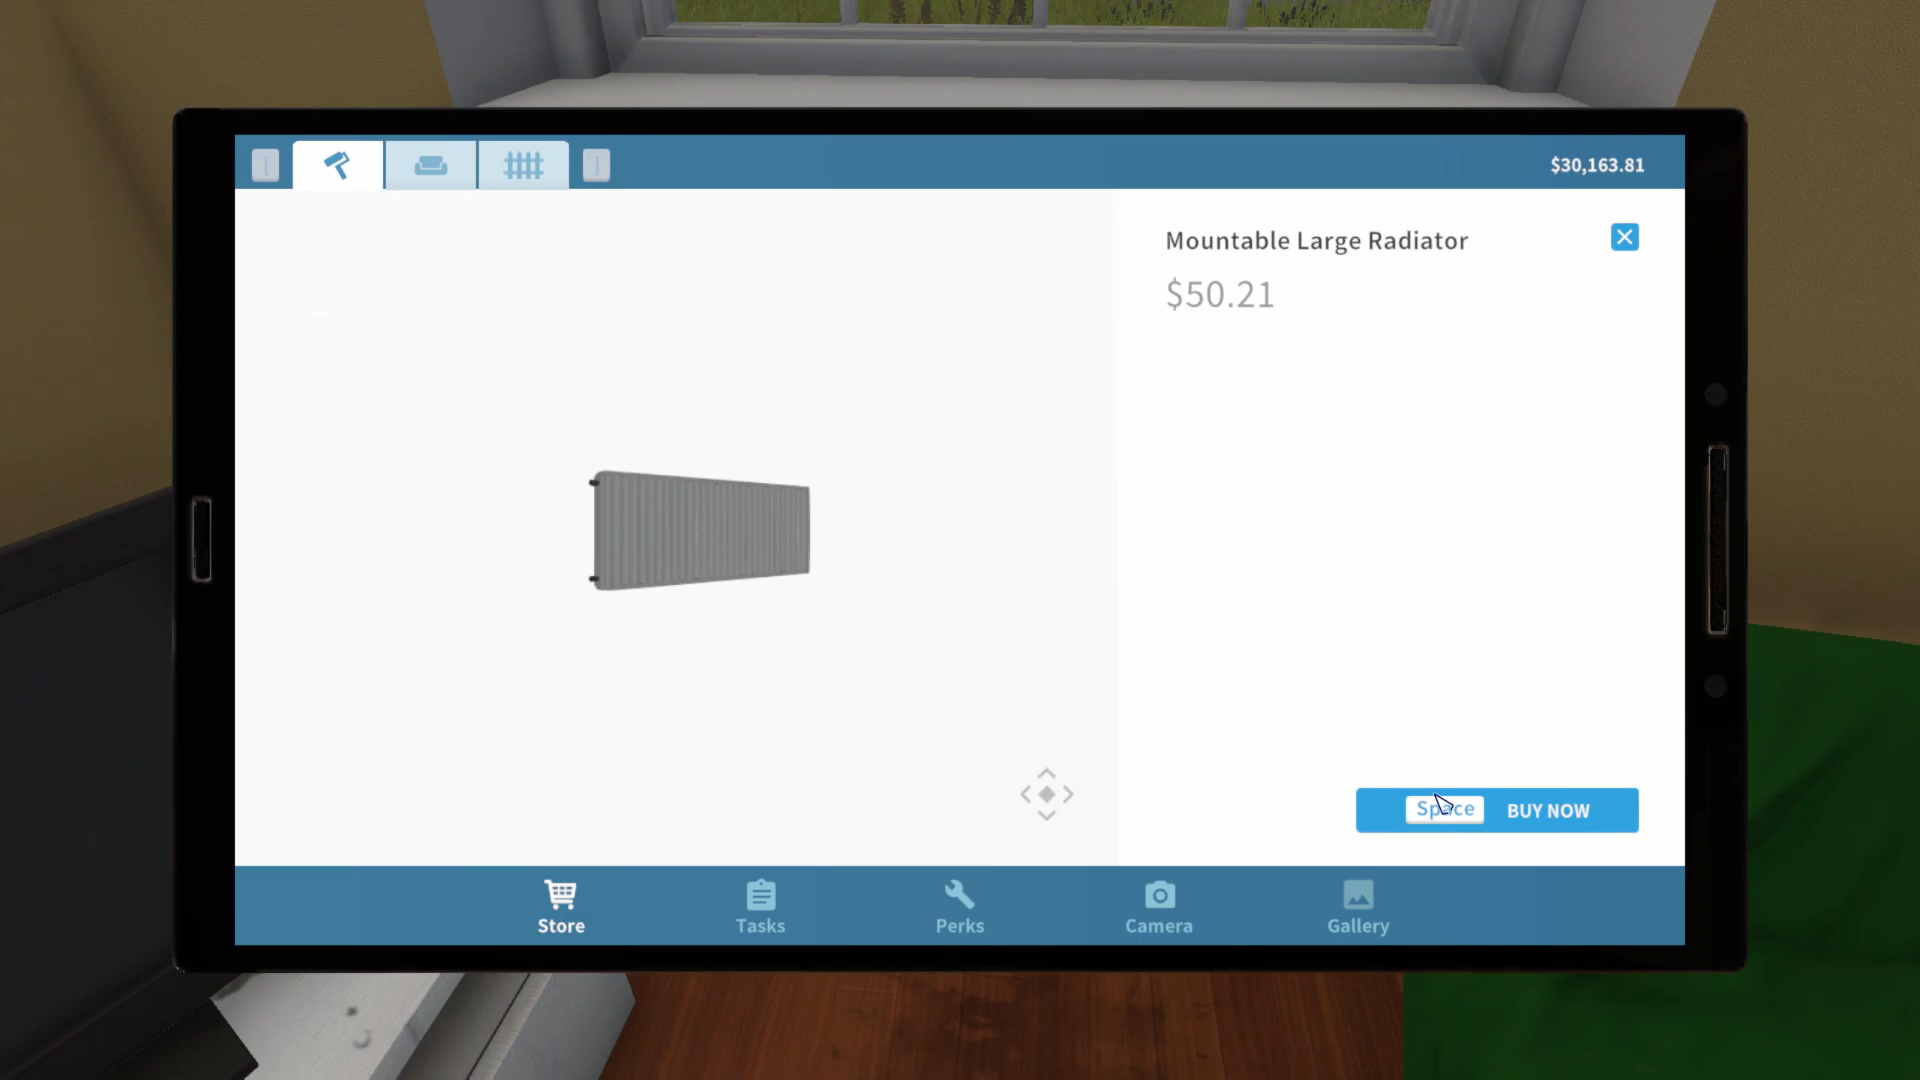 [
]
$30,163.81
Mountable Large Radiator
$50.21
Space BUY NOW
Store
Tasks
Perks
Camera
Gallery